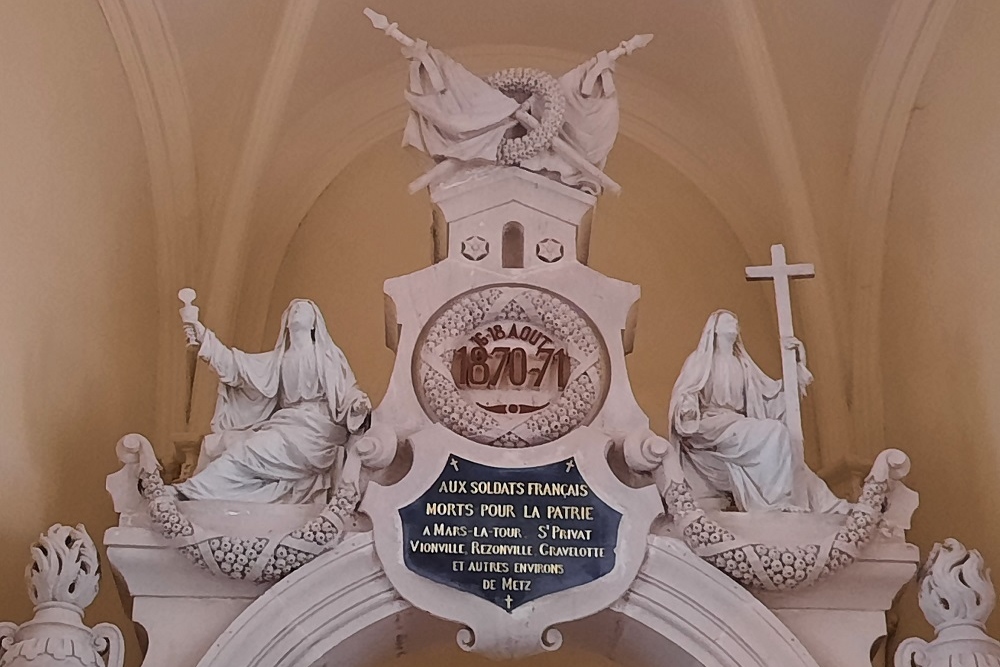 16-18 AOUT
1870-71
AUX SOLDATS FRANÇAIS
MORTS POUR LA PATRIE
A MARS-LA-TOUR ST PRIVAT
VIONVILLE, REZONVILLE, GRAVELOTTE
ET AUTRES ENVIRONS
DE METZ